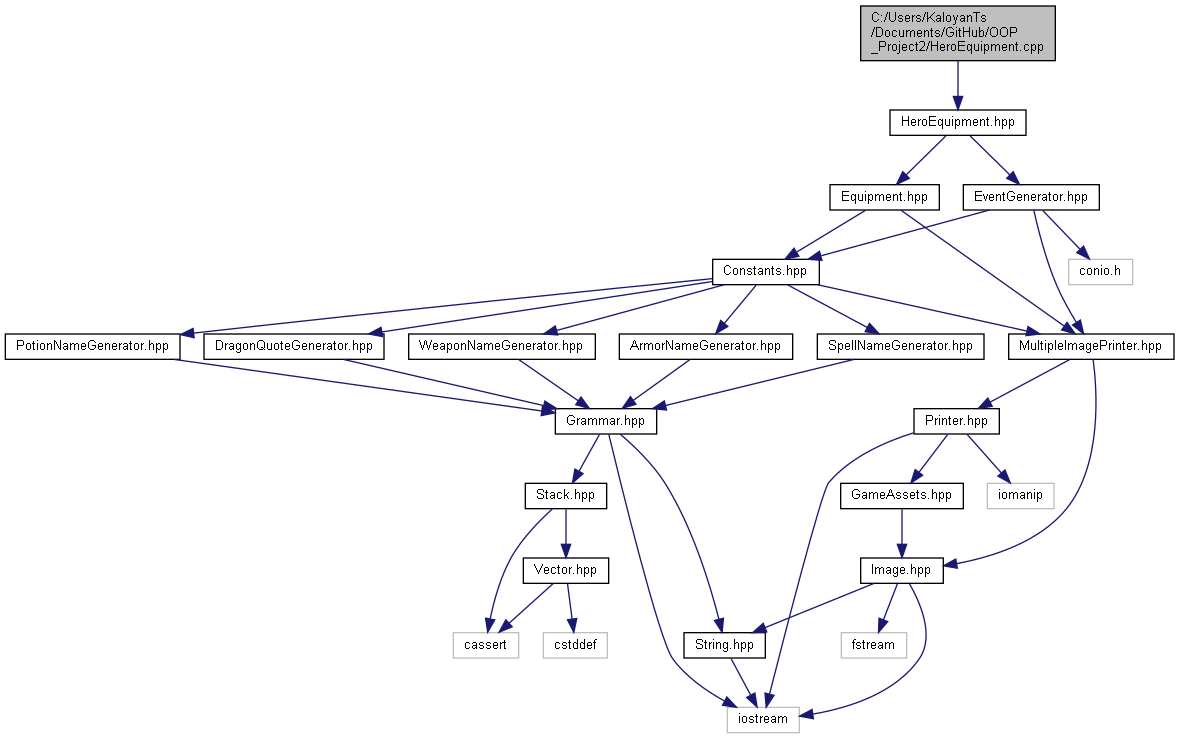 C:/Users/KaloyanTs
/Documents/GitHub/OOP
_Project2/HeroEquipment.cpp
HeroEquipment.hpp
Equipment.hpp
EventGenerator.hpp
Constants.hpp
conio.h
PotionNameGenerator.hpp
DragonQuoteGenerator.hpp
WeaponNameGenerator.hpp
ArmorNameGenerator.hpp
SpellNameGenerator.hpp
MultipleImagePrinter.hpp
Grammar.hpp
Printer.hpp
Stack.hpp
GameAssets.hpp
iomanip
Vector.hpp
Image.hpp
cassert
cstddef
String.hpp
fstream
iostream